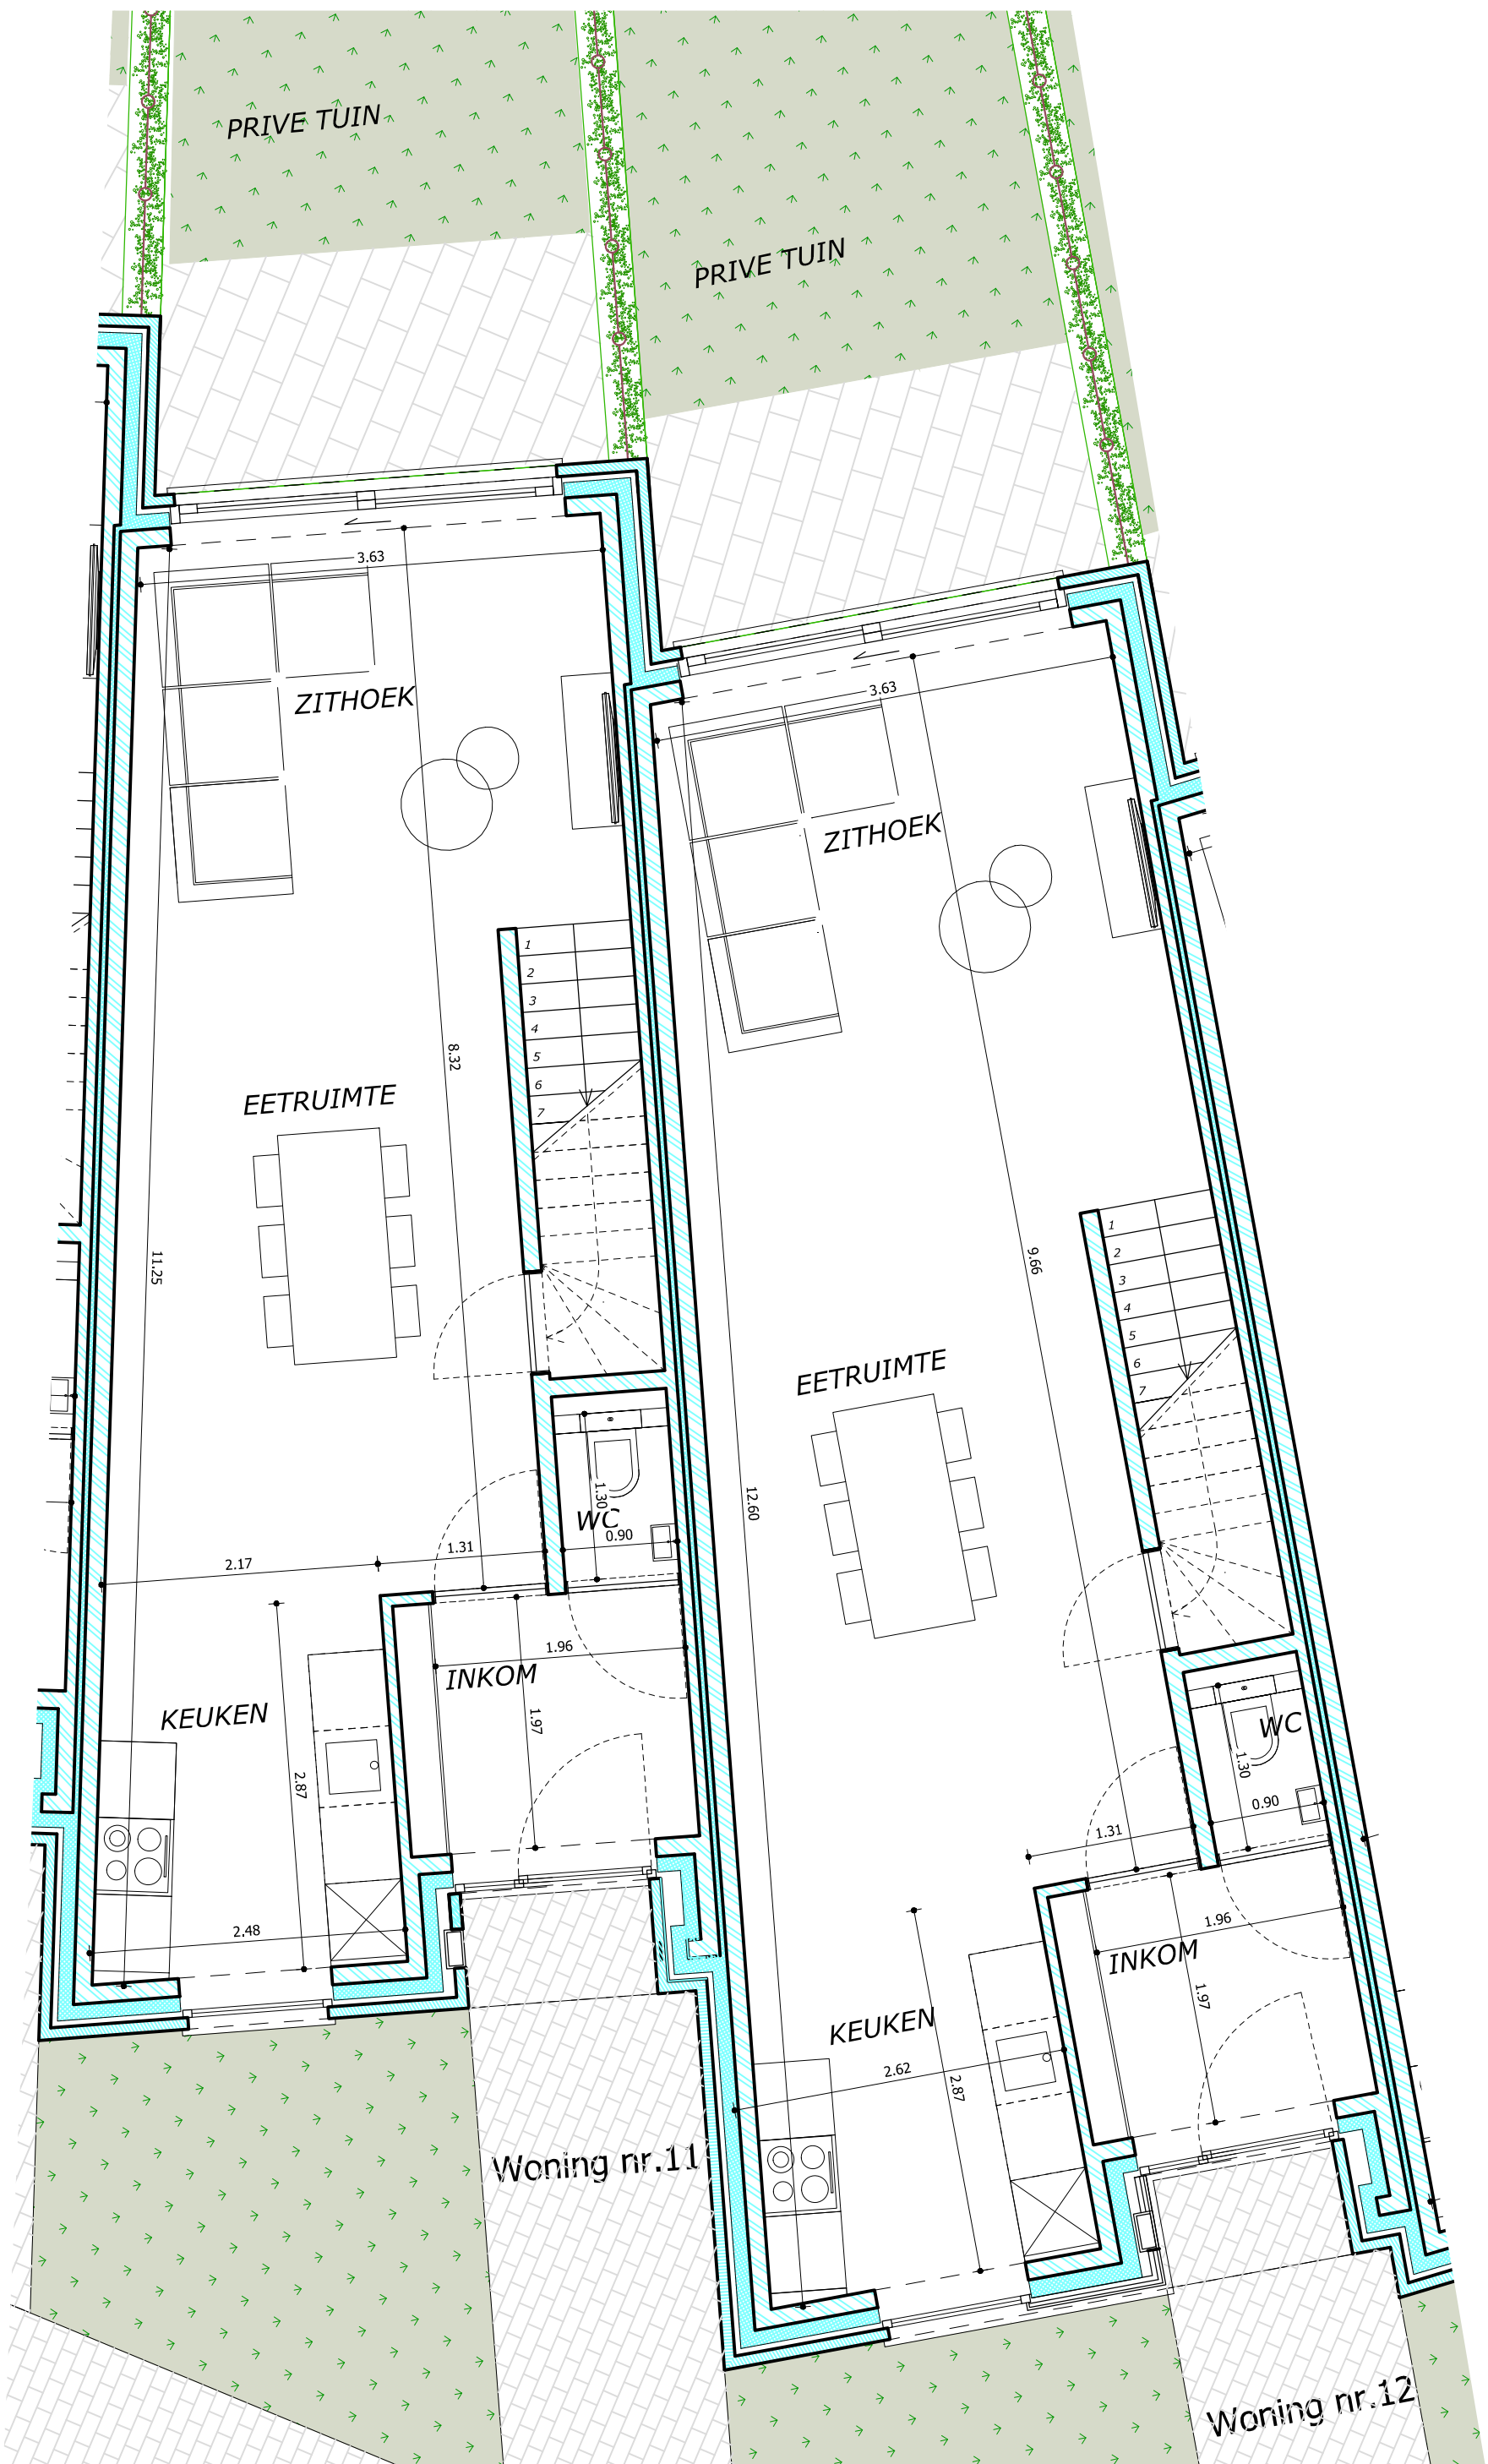 PRIVE TUIN
PRIVE TUIN
3.63
ZITHOEK
3.63
ZITHOEK
1
2
3
4
5
6
7
8.32
EETRUIMTE
11.25
9.66
1
2
3
4
5
6
7
EETRUIMTE
12.60
1.30
WC
0.90
1.31
2.17
1.96
INKOM
1.97
KEUKEN
2.87
2.48
WC
1.30
0.90
1.31
1.96
INKOM
1.97
KEUKEN
2.62
2.87
Woning nr.11
Woning nr.12